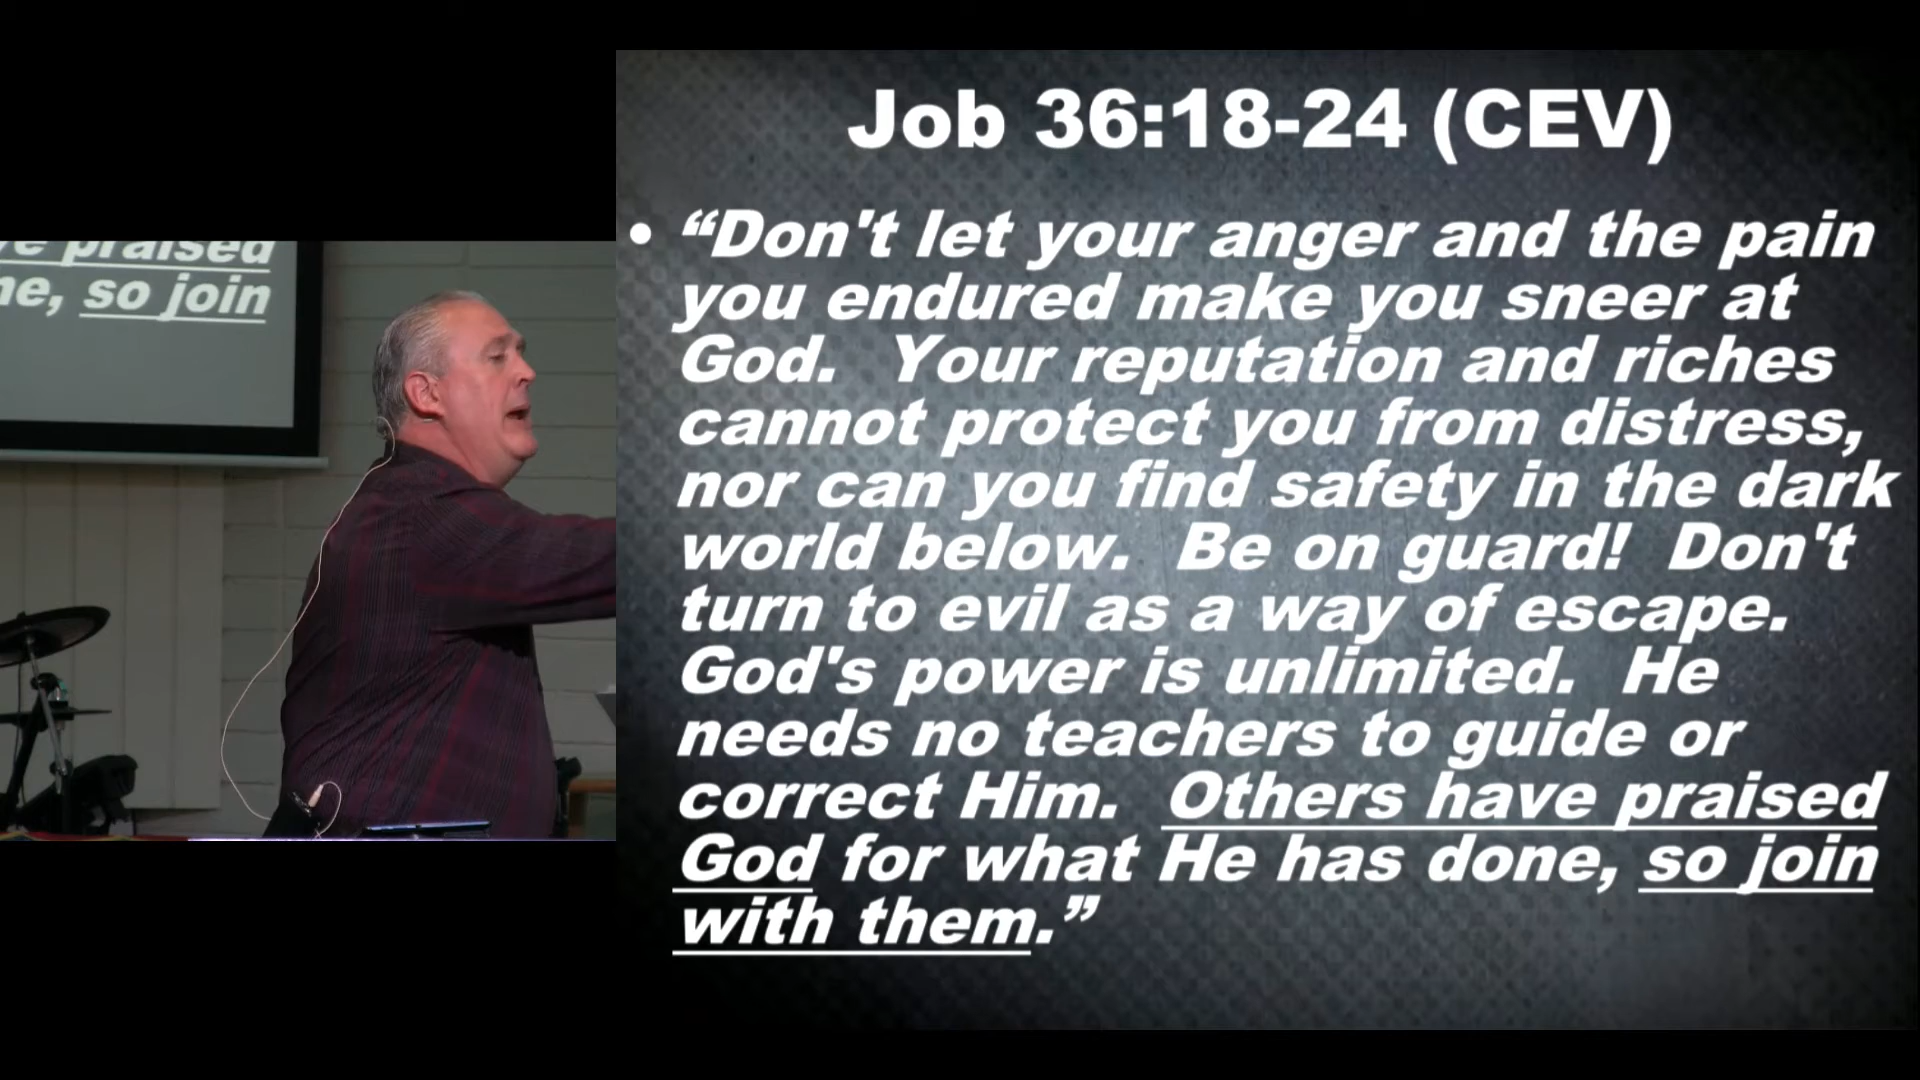 Job 36:18-24 (CEV)
• “Don't let your anger and the pain
you endured make you sneer at
God.  Your reputation and riches
cannot protect you from distress,
nor can you find safety in the dark
world below.  Be on guard!  Don't
turn to evil as a way of escape.
God's power is unlimited.  He
needs no teachers to guide or
correct Him.  Others have praised
God for what He has done, so join
with them.”
praised
so join